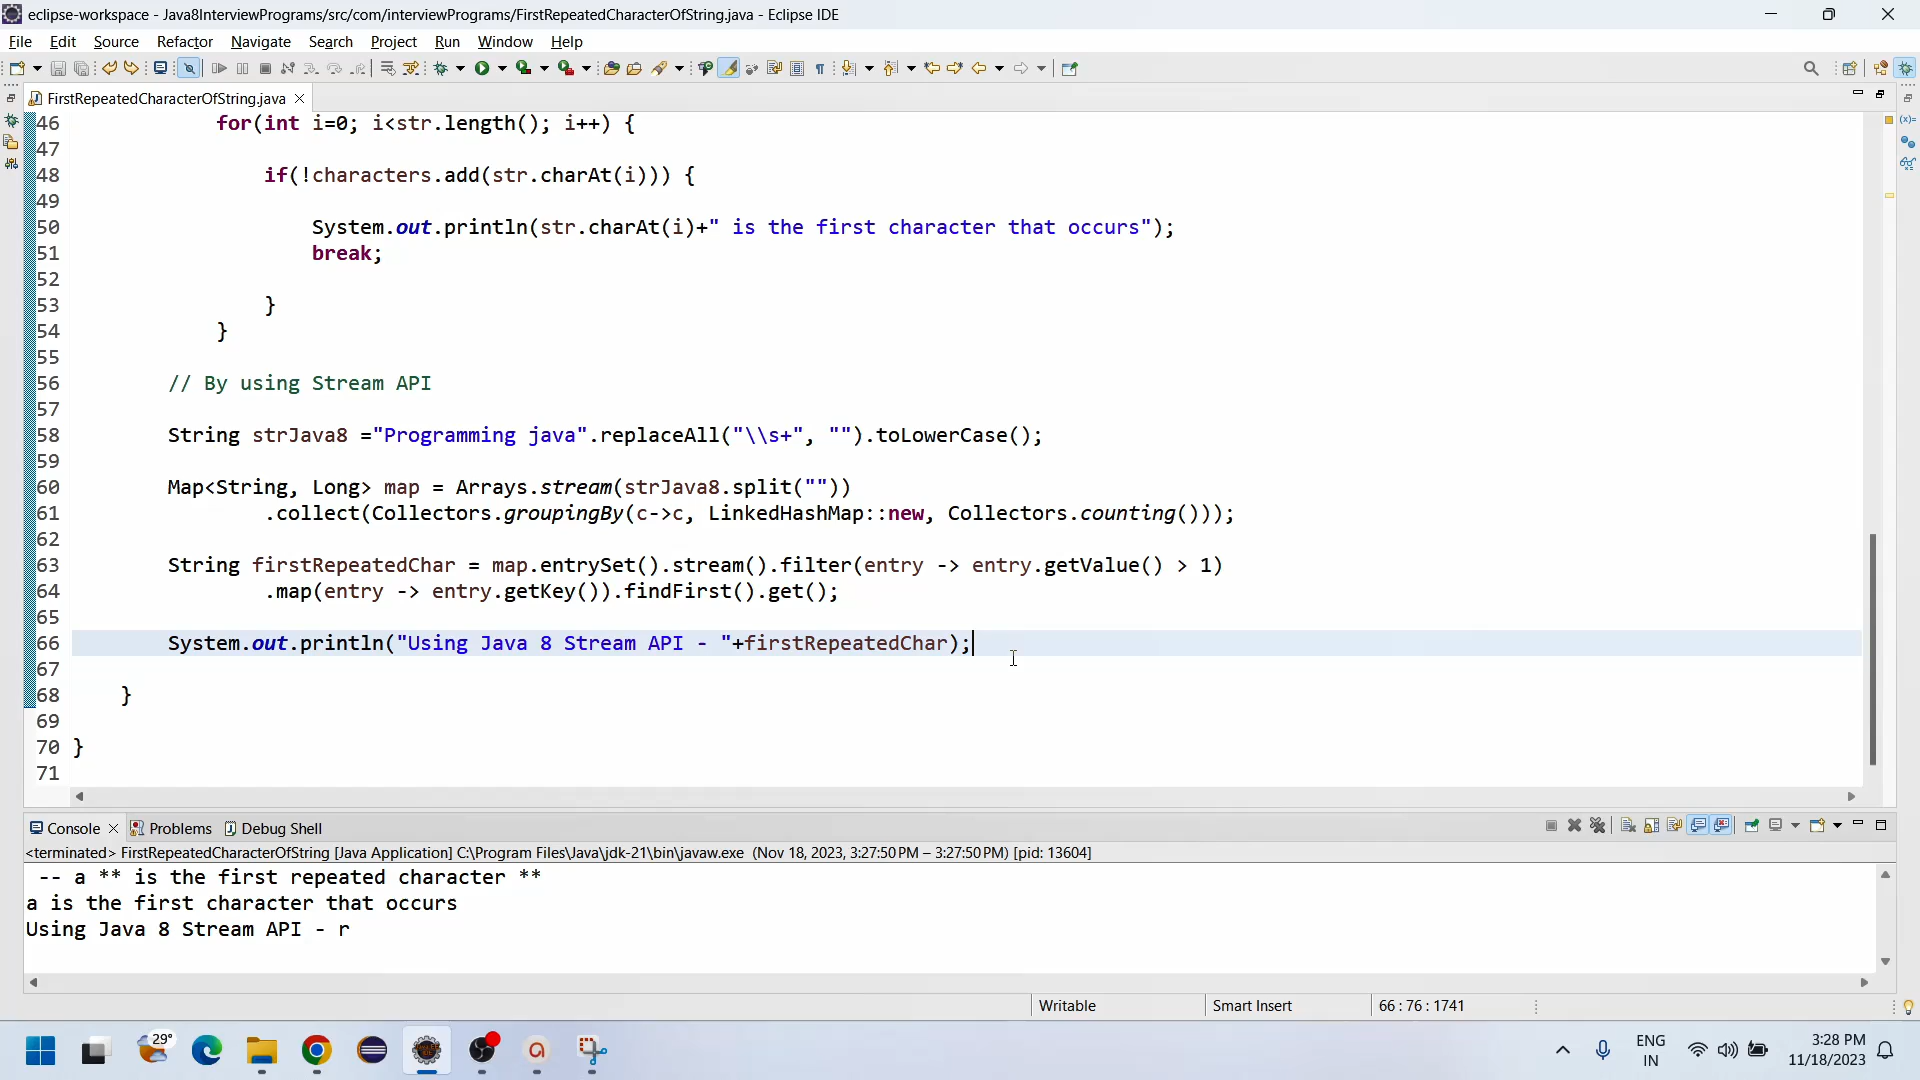 eclipse-workspace - Java8InterviewPrograms/src/com/interviewPrograms/FirstRepeatedCharacterOfString.java - Eclipse IDE
File Edit Source Refactor Navigate Search Project Run Window Help
FirstRepeatedCharacterOfString.java
46 for(int i=0; i<str.length(); i++) {
47
48 if(!characters.add(str.charAt(i))) {
49
50 System.out.println(str.charAt(i)+" is the first character that occurs");
51 break;
52
53 }
54 }
55
56 // By using Stream API
57
58 String strJava8 ="Programming java".replaceAll("\\s+", "").toLowerCase();
59
60 Map<String, Long> map = Arrays.stream(strJava8.split(""))
61 .collect(Collectors.groupingBy(c->c, LinkedHashMap::new, Collectors.counting()));
62
63 String firstRepeatedChar = map.entrySet().stream().filter(entry -> entry.getValue() > 1)
64 .map(entry -> entry.getKey()).findFirst().get();
65
66 System.out.println("Using Java 8 Stream API - "+firstRepeatedChar);
67
68 }
69
70 }
71
Console Problems Debug Shell
<terminated> FirstRepeatedCharacterOfString [Java Application] C:\Program Files\Java\jdk-21\bin\javaw.exe (Nov 18, 2023, 3:27:50 PM – 3:27:50 PM) [pid: 13604]
-- a ** is the first repeated character **
a is the first character that occurs
Using Java 8 Stream API - r
Writable Smart Insert 66 : 76 : 1741
29°
ENG
IN
3:28 PM
11/18/2023